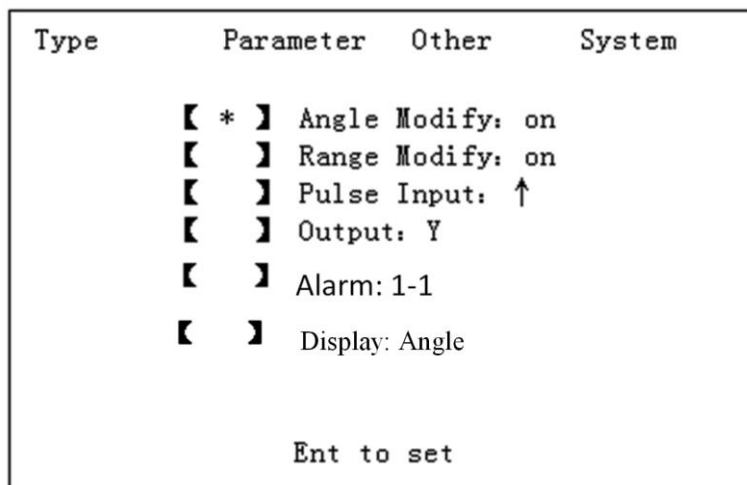 Type Parameter Other System
【 * 】 Angle Modify: on
【 】 Range Modify: on
【 】 Pulse Input: ↑
【 】 Output: Y
【 】 Alarm: 1-1
【 】 Display: Angle
Ent to set